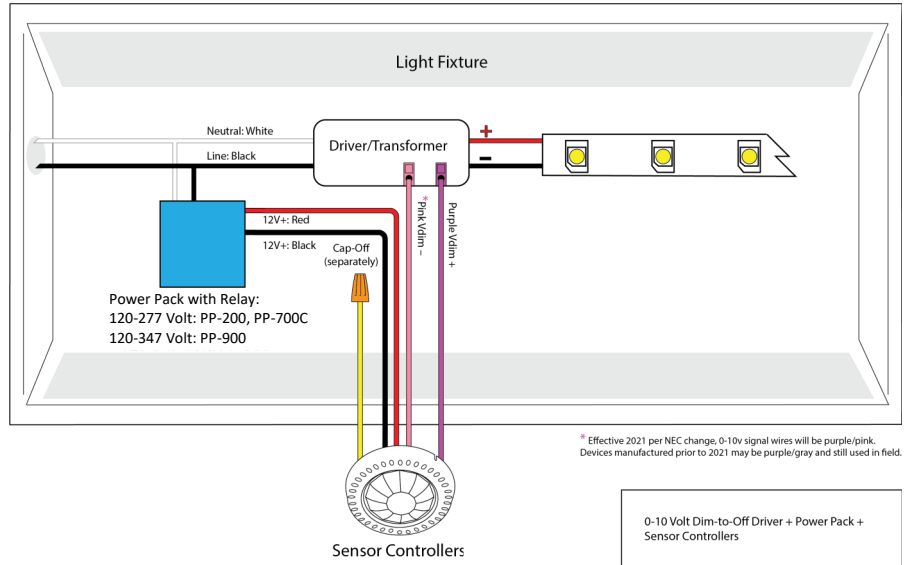 Light Fixture
Neutral: White
Driver/Transformer
+
Line: Black
−
12V+: Red
12V+: Black
Cap-Off
(separately)
* Pink Vdim −
Purple Vdim +
Power Pack with Relay:
120-277 Volt: PP-200, PP-700C
120-347 Volt: PP-900
* Effective 2021 per NEC change, 0-10v signal wires will be purple/pink.
Devices manufactured prior to 2021 may be purple/gray and still used in field.
Sensor Controllers
0-10 Volt Dim-to-Off Driver + Power Pack +
Sensor Controllers